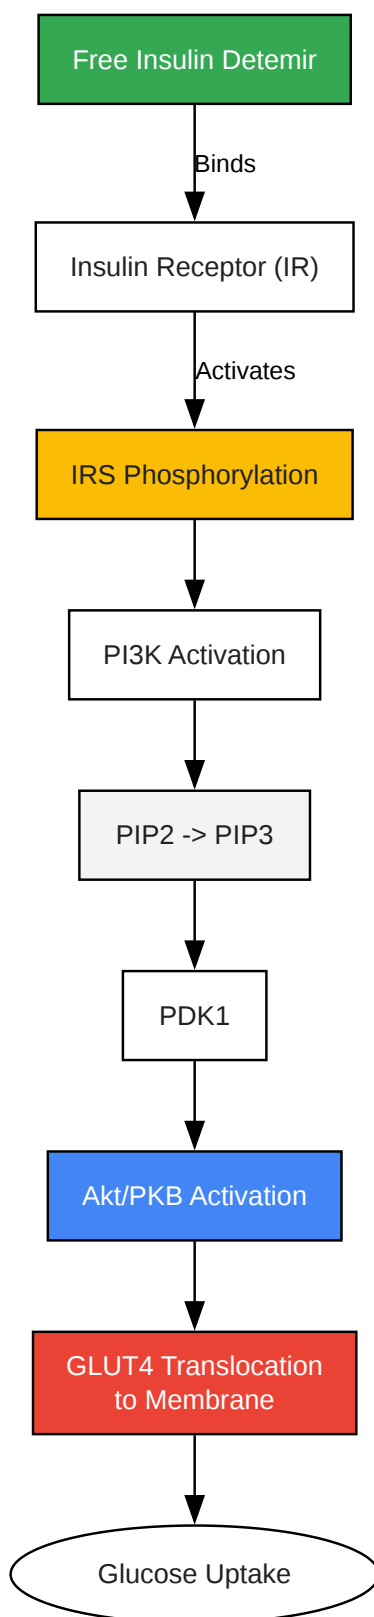 Free Insulin Detemir
Binds
Insulin Receptor (IR)
Activates
IRS Phosphorylation
PI3K Activation
PIP2 -> PIP3
PDK1
Akt/PKB Activation
GLUT4 Translocation
to Membrane
Glucose Uptake